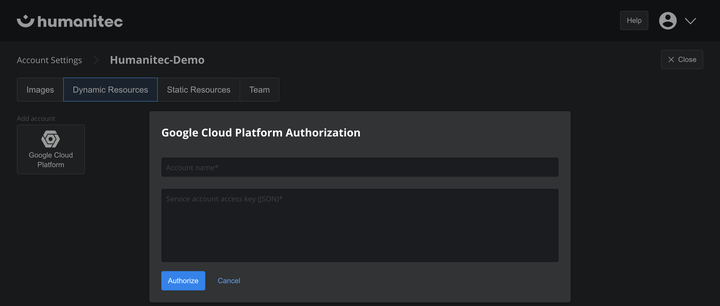 humanitec
Help
Account Settings
Humanitec-Demo
Close
Images
Dynamic Resources
Static Resources
Team
Add account
Google Cloud
Platform
Google Cloud Platform Authorization
Account name*
Service account access key (JSON)*
Authorize
Cancel